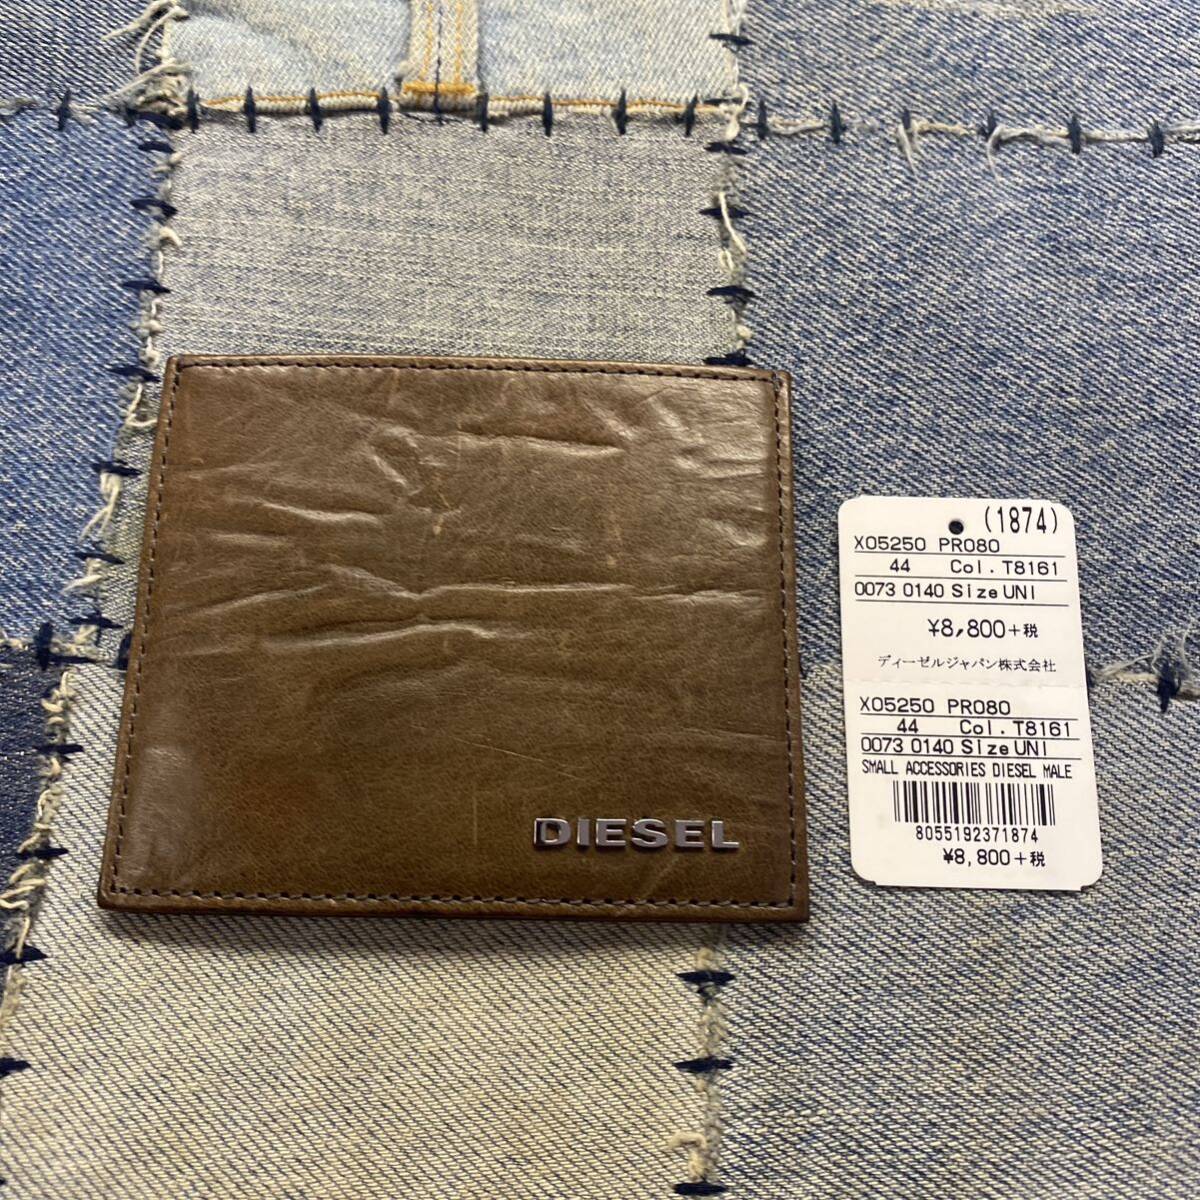 DIESEL
(1874)
X05250 PR080
44 Col. T8161
0073 0140 Size UNI
¥8,800+税
ディーゼルジャパン株式会社
X05250 PR080
44 Col. T8161
0073 0140 Size UNI
SMALL ACCESSORIES DIESEL MALE
8055192371874
¥8,800+税